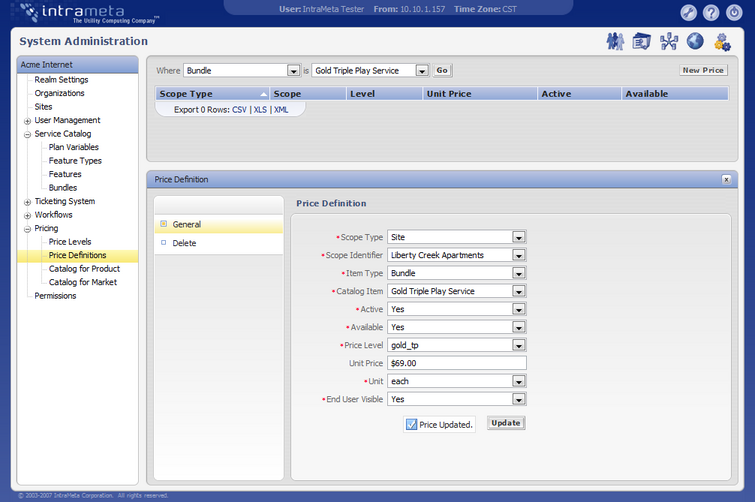 intrameta
The Utility Computing Company™
User: IntraMeta Tester From: 10.10.1.157 Time Zone: CST
System Administration
Acme Internet
Realm Settings
Organizations
Sites
User Management
Service Catalog
Plan Variables
Feature Types
Features
Bundles
Ticketing System
Workflows
Pricing
Price Levels
Price Definitions
Catalog for Product
Catalog for Market
Permissions
Where Bundle is Gold Triple Play Service Go New Price
Scope Type Scope Level Unit Price Active Available
Export 0 Rows: CSV | XLS | XML
Price Definition x
General
Delete
Price Definition
*Scope Type Site
*Scope Identifier Liberty Creek Apartments
*Item Type Bundle
*Catalog Item Gold Triple Play Service
*Active Yes
*Available Yes
*Price Level gold_tp
Unit Price $69.00
*Unit each
*End User Visible Yes
Price Updated. Update
© 2003-2007 IntraMeta Corporation. All rights reserved.